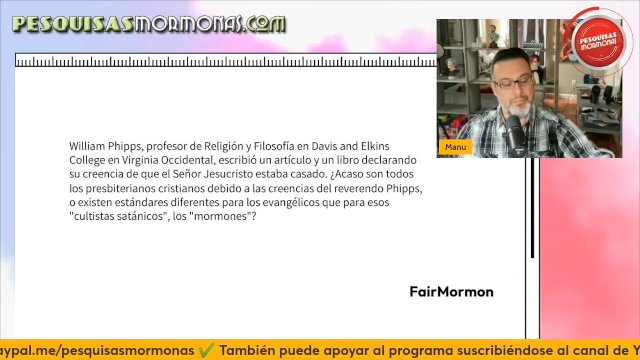 PESQUISASMORMONAS.COM
PESQUISAS
MORMONAS
Manu
William Phipps, profesor de Religión y Filosofía en Davis and Elkins
College en Virginia Occidental, escribió un artículo y un libro declarando
su creencia de que el Señor Jesucristo estaba casado. ¿Acaso son todos
los presbiterianos cristianos debido a las creencias del reverendo Phipps,
o existen estándares diferentes para los evangélicos que para esos
"cultistas satánicos", los "mormones"?
FairMormon
aypal.me/pesquisasmormonas ✔ También puede apoyar al programa suscribiéndose al canal de Y